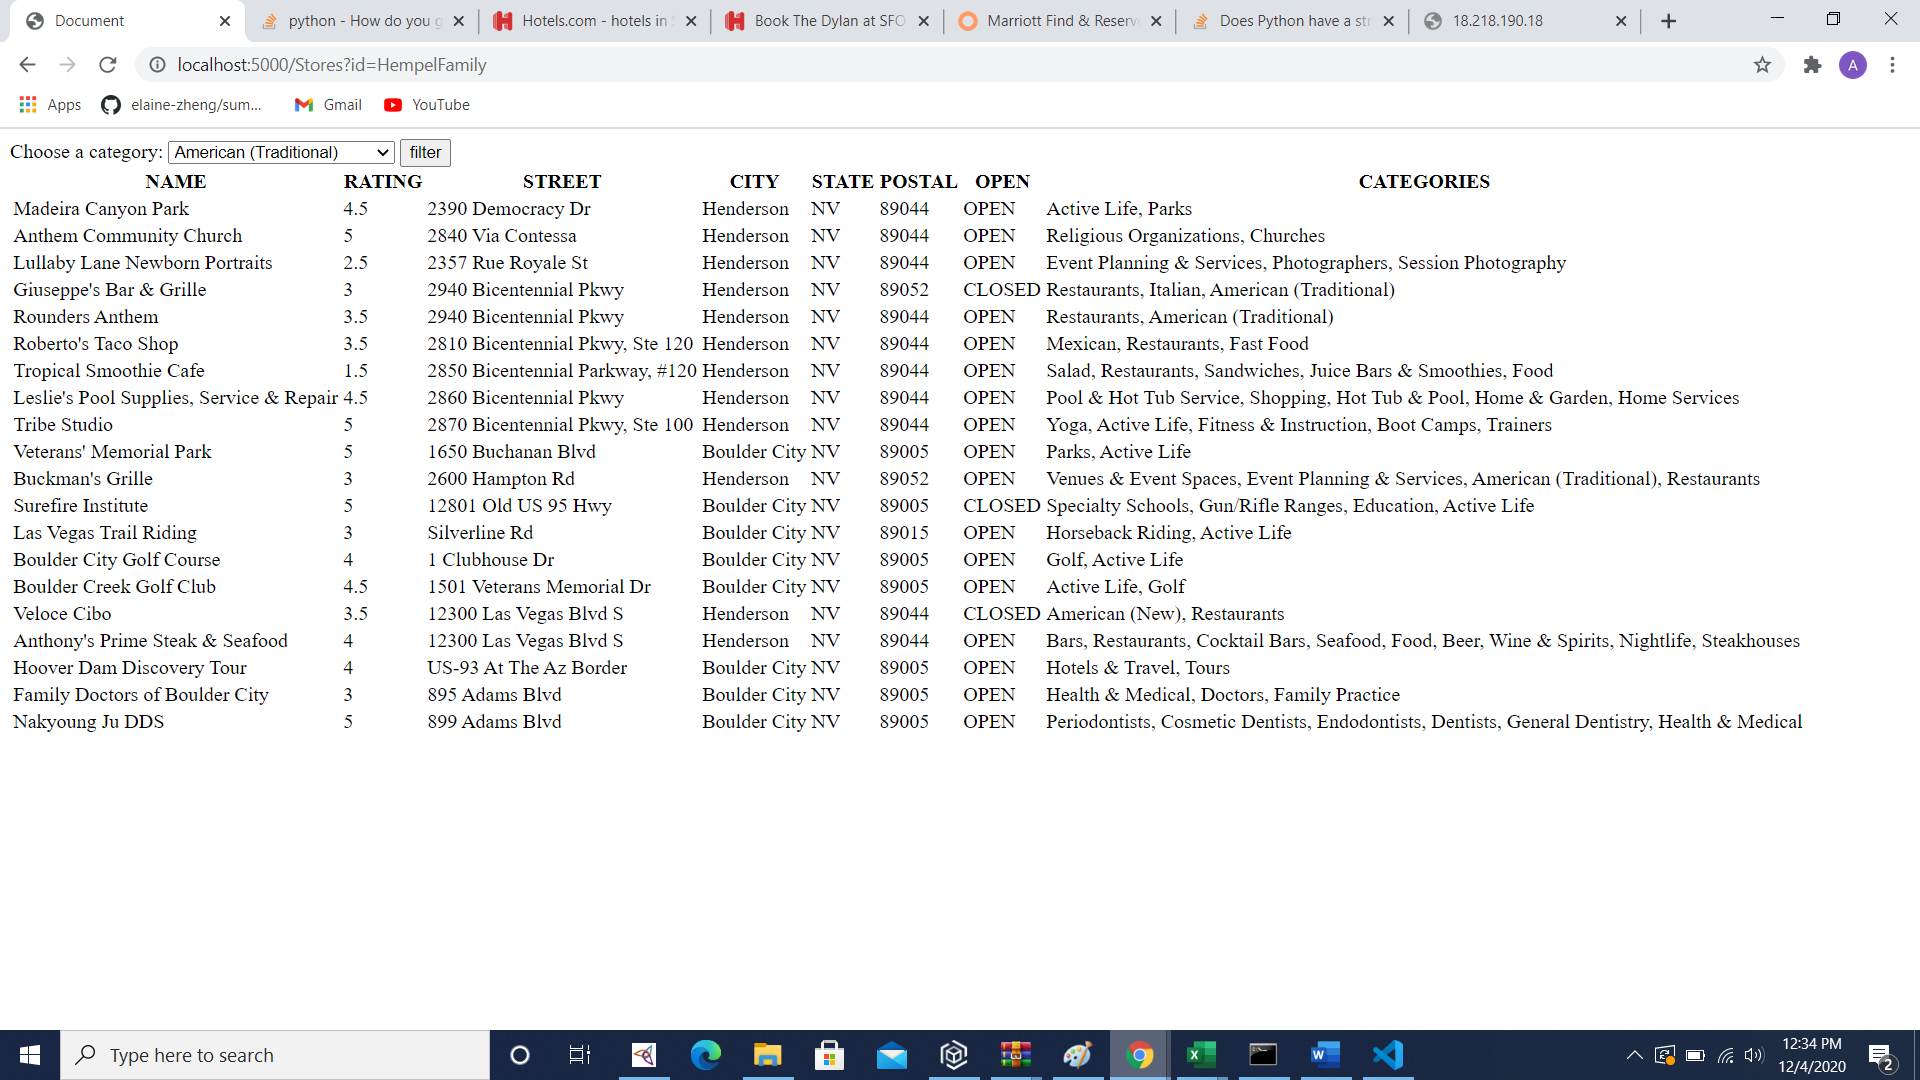 Document
python - How do you g
Hotels.com - hotels in S
Book The Dylan at SFO
Marriott Find & Reserve
Does Python have a str
18.218.190.18
localhost:5000/Stores?id=HempelFamily
A
Apps
elaine-zheng/sum...
Gmail
YouTube
Choose a category: American (Traditional) filter
NAME RATING STREET CITY STATE POSTAL OPEN CATEGORIES
Madeira Canyon Park 4.5 2390 Democracy Dr Henderson NV 89044 OPEN Active Life, Parks
Anthem Community Church 5 2840 Via Contessa Henderson NV 89044 OPEN Religious Organizations, Churches
Lullaby Lane Newborn Portraits 2.5 2357 Rue Royale St Henderson NV 89044 OPEN Event Planning & Services, Photographers, Session Photography
Giuseppe's Bar & Grille 3 2940 Bicentennial Pkwy Henderson NV 89052 CLOSED Restaurants, Italian, American (Traditional)
Rounders Anthem 3.5 2940 Bicentennial Pkwy Henderson NV 89044 OPEN Restaurants, American (Traditional)
Roberto's Taco Shop 3.5 2810 Bicentennial Pkwy, Ste 120 Henderson NV 89044 OPEN Mexican, Restaurants, Fast Food
Tropical Smoothie Cafe 1.5 2850 Bicentennial Parkway, #120 Henderson NV 89044 OPEN Salad, Restaurants, Sandwiches, Juice Bars & Smoothies, Food
Leslie's Pool Supplies, Service & Repair 4.5 2860 Bicentennial Pkwy Henderson NV 89044 OPEN Pool & Hot Tub Service, Shopping, Hot Tub & Pool, Home & Garden, Home Services
Tribe Studio 5 2870 Bicentennial Pkwy, Ste 100 Henderson NV 89044 OPEN Yoga, Active Life, Fitness & Instruction, Boot Camps, Trainers
Veterans' Memorial Park 5 1650 Buchanan Blvd Boulder City NV 89005 OPEN Parks, Active Life
Buckman's Grille 3 2600 Hampton Rd Henderson NV 89052 OPEN Venues & Event Spaces, Event Planning & Services, American (Traditional), Restaurants
Surefire Institute 5 12801 Old US 95 Hwy Boulder City NV 89005 CLOSED Specialty Schools, Gun/Rifle Ranges, Education, Active Life
Las Vegas Trail Riding 3 Silverline Rd Boulder City NV 89015 OPEN Horseback Riding, Active Life
Boulder City Golf Course 4 1 Clubhouse Dr Boulder City NV 89005 OPEN Golf, Active Life
Boulder Creek Golf Club 4.5 1501 Veterans Memorial Dr Boulder City NV 89005 OPEN Active Life, Golf
Veloce Cibo 3.5 12300 Las Vegas Blvd S Henderson NV 89044 CLOSED American (New), Restaurants
Anthony's Prime Steak & Seafood 4 12300 Las Vegas Blvd S Henderson NV 89044 OPEN Bars, Restaurants, Cocktail Bars, Seafood, Food, Beer, Wine & Spirits, Nightlife, Steakhouses
Hoover Dam Discovery Tour 4 US-93 At The Az Border Boulder City NV 89005 OPEN Hotels & Travel, Tours
Family Doctors of Boulder City 3 895 Adams Blvd Boulder City NV 89005 OPEN Health & Medical, Doctors, Family Practice
Nakyoung Ju DDS 5 899 Adams Blvd Boulder City NV 89005 OPEN Periodontists, Cosmetic Dentists, Endodontists, Dentists, General Dentistry, Health & Medical
Type here to search
12:34 PM
12/4/2020
2